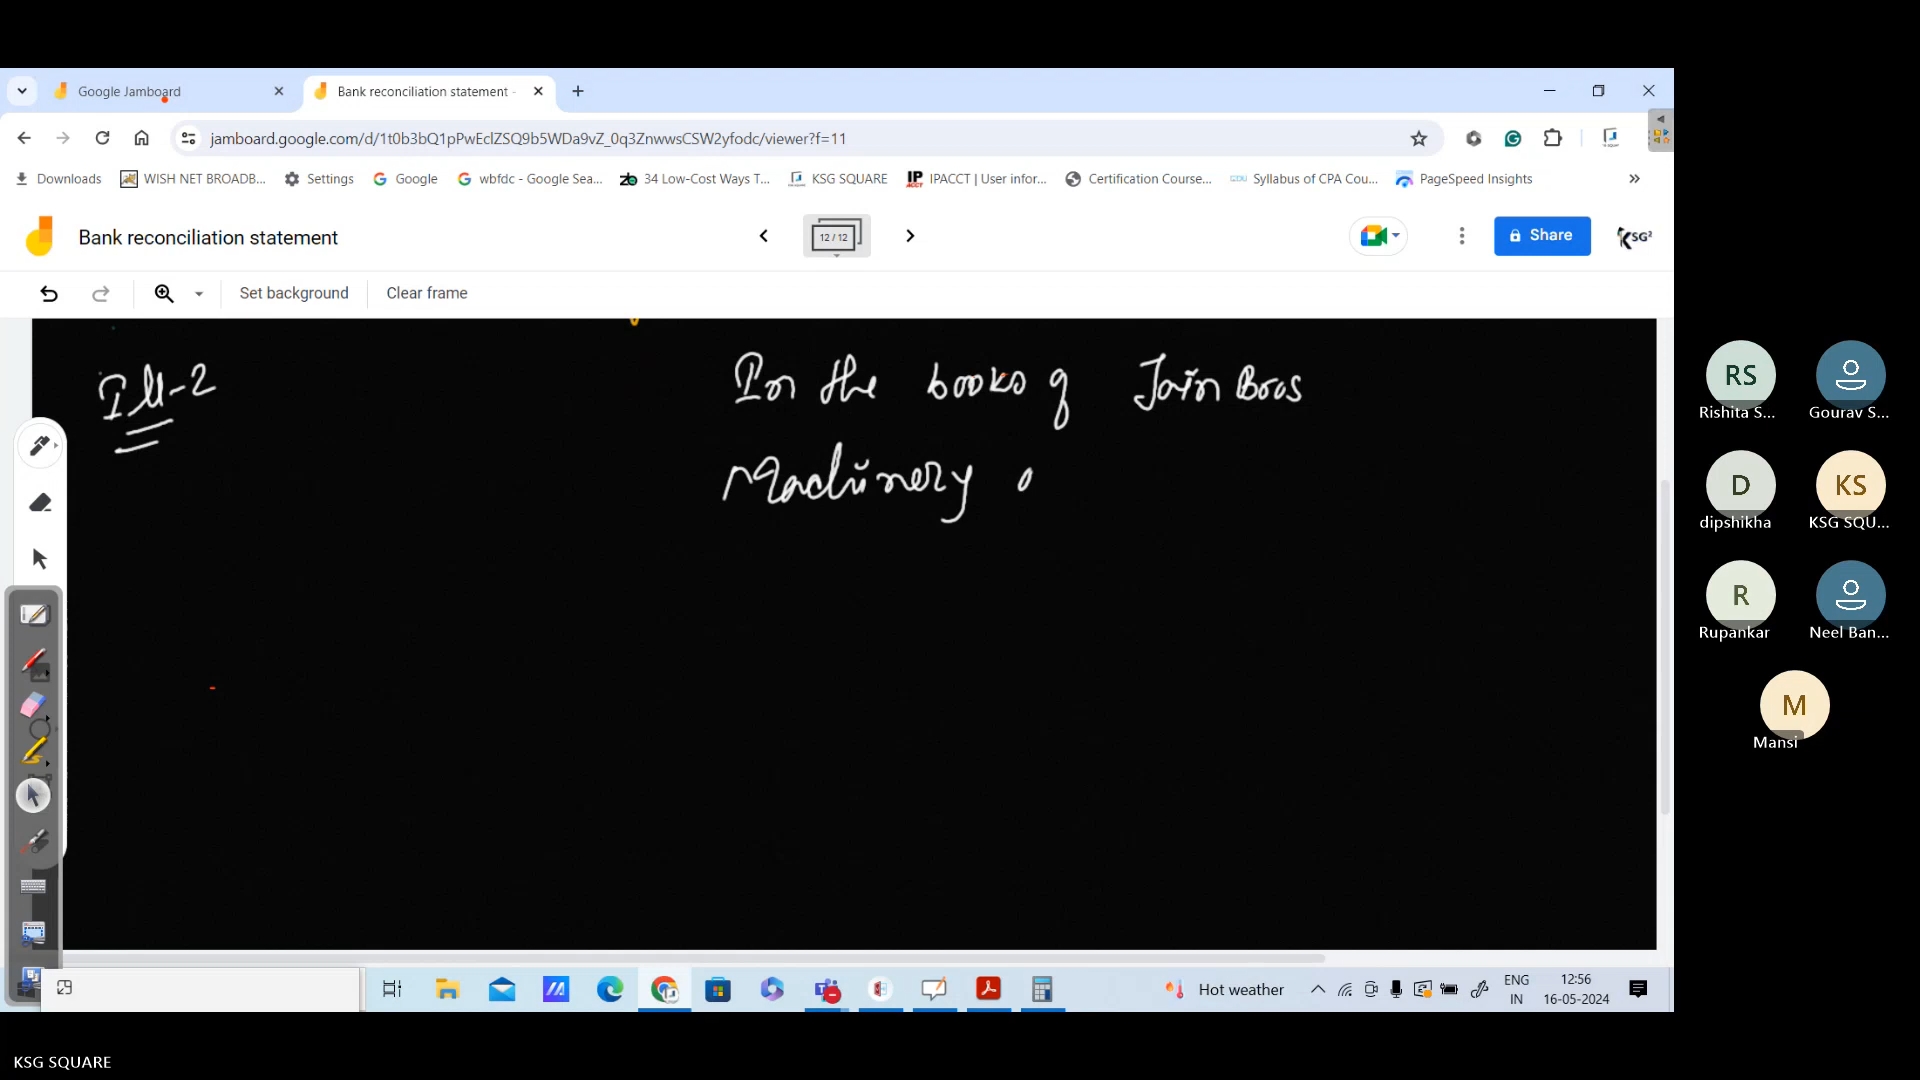 Google Jamboard
Bank reconciliation statement -
jamboard.google.com/d/1t0b3bQ1pPwEclZSQ9b5WDa9vZ_0q3ZnwwsCSW2yfodc/viewer?f=11
Downloads WISH NET BROADB... Settings Google wbfdc - Google Sea... 34 Low-Cost Ways T... KSG SQUARE IPACCT | User infor... Certification Course... Syllabus of CPA Cou... PageSpeed Insights
Bank reconciliation statement 12 / 12 Share KSG²
Set background Clear frame
Ill-2 In the books of Jain Bros
Machinery
RS
Rishita S... Gourav S...
D KS
dipshikha KSG SQU...
R
Rupankar Neel Ban...
M
Mansi
Hot weather ENG IN 12:56 16-05-2024
KSG SQUARE